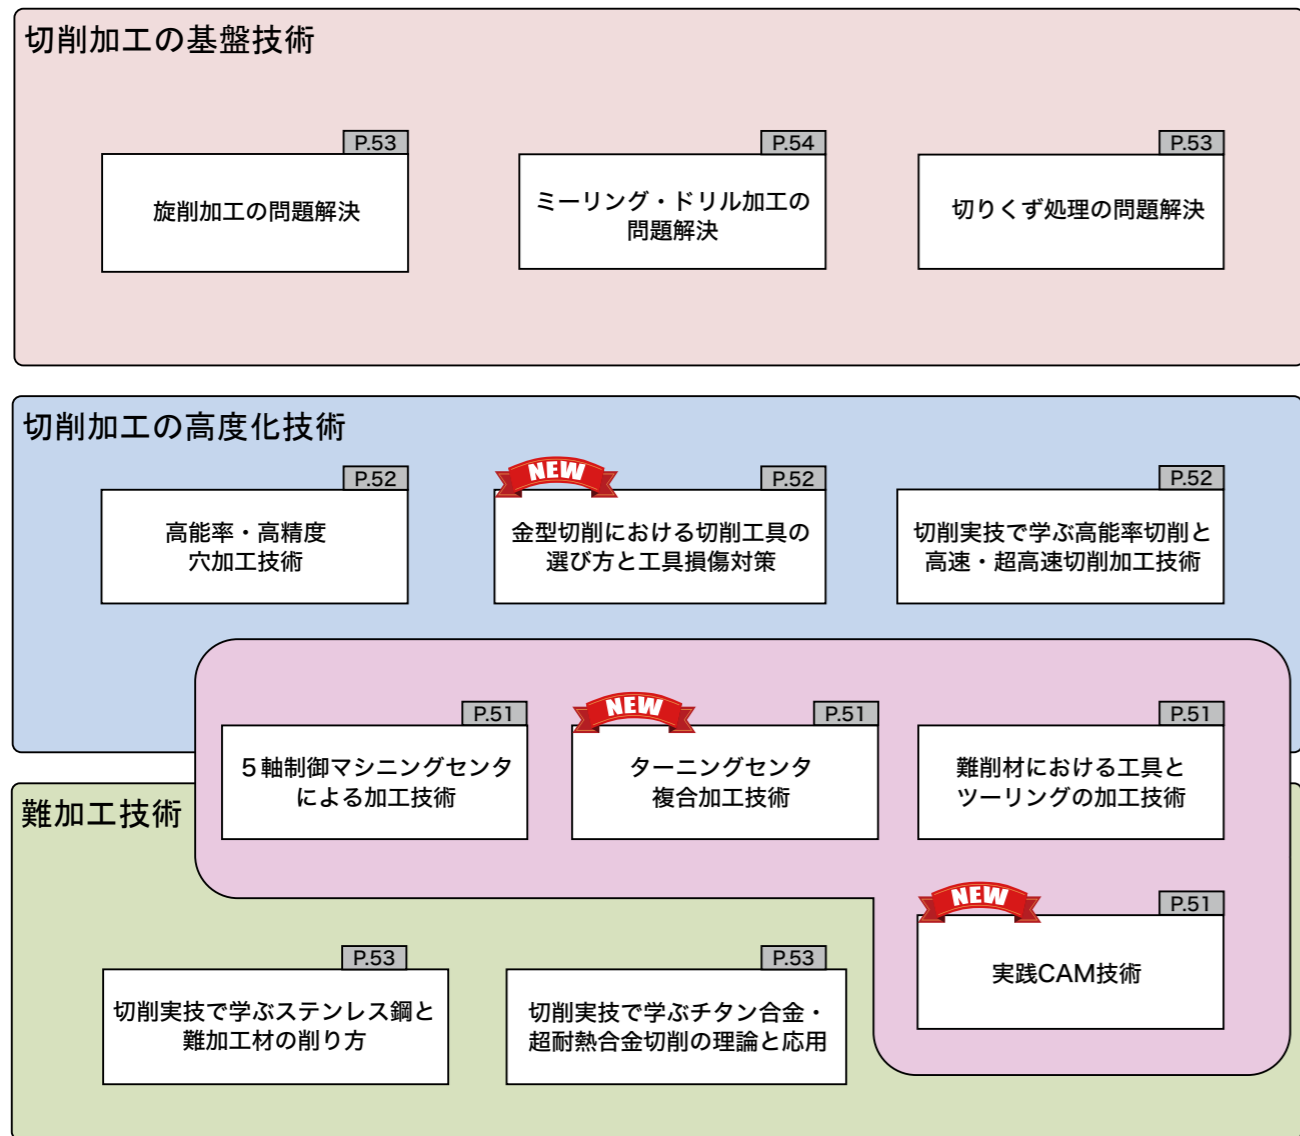 切削加工の基盤技術
P.53
旋削加工の問題解決
P.54
ミーリング・ドリル加工の
問題解決
P.53
切りくず処理の問題解決
切削加工の高度化技術
P.52
高能率・高精度
穴加工技術
NEW
P.52
金型切削における切削工具の
選び方と工具損傷対策
P.52
切削実技で学ぶ高能率切削と
高速・超高速切削加工技術
P.51
５軸制御マシニングセンタ
による加工技術
NEW
P.51
ターニングセンタ
複合加工技術
P.51
難削材における工具と
ツーリングの加工技術
難加工技術
NEW
P.51
実践CAM技術
P.53
切削実技で学ぶステンレス鋼と
難加工材の削り方
P.53
切削実技で学ぶチタン合金・
超耐熱合金切削の理論と応用